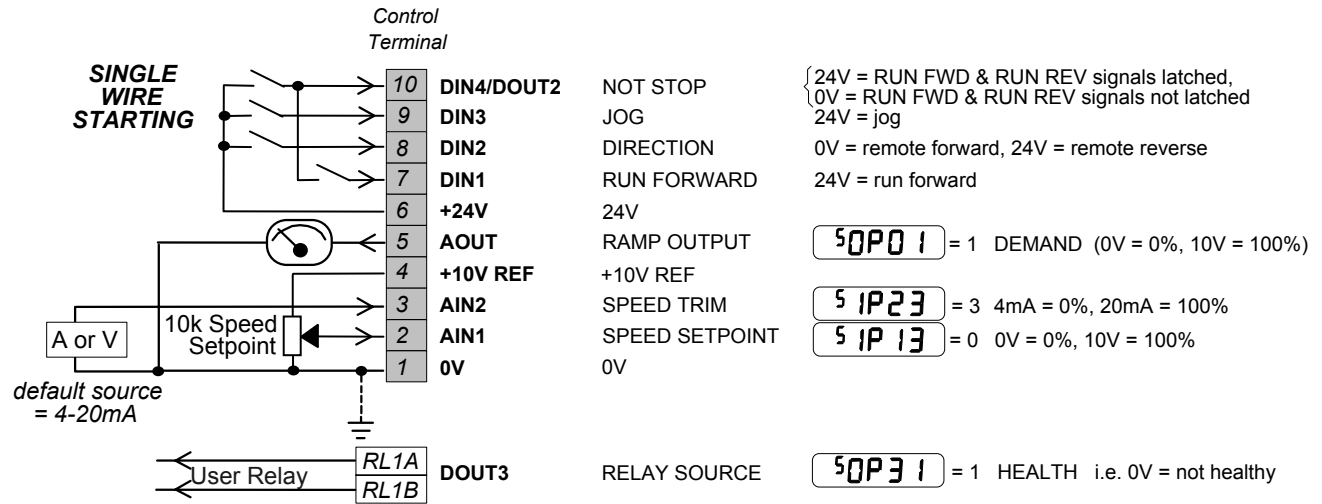 Control
Terminal
SINGLE
WIRE
STARTING
10 DIN4/DOUT2 NOT STOP 24V = RUN FWD & RUN REV signals latched,
0V = RUN FWD & RUN REV signals not latched
9 DIN3 JOG 24V = jog
8 DIN2 DIRECTION 0V = remote forward, 24V = remote reverse
7 DIN1 RUN FORWARD 24V = run forward
6 +24V 24V
5 AOUT RAMP OUTPUT SOP01 = 1 DEMAND (0V = 0%, 10V = 100%)
4 +10V REF +10V REF
3 AIN2 SPEED TRIM SIP23 = 3 4mA = 0%, 20mA = 100%
A or V
10k Speed
Setpoint
2 AIN1 SPEED SETPOINT SIP13 = 0 0V = 0%, 10V = 100%
1 0V 0V
default source
= 4-20mA
User Relay
RL1A
RL1B
DOUT3 RELAY SOURCE SOP31 = 1 HEALTH i.e. 0V = not healthy